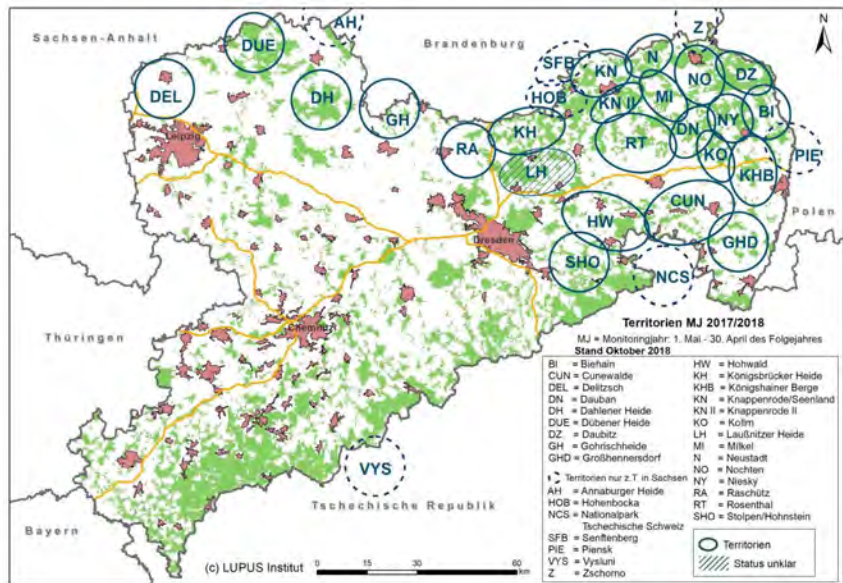 Sachsen-Anhalt
Brandenburg
AH
Z
N
DUE
SFB
KN
N
NO
DZ
DEL
DH
GH
HOB
KN II
MI
BI
NY
DN
Leipzig
RA
KH
RT
KO
PIE
LH
KHB
CUN
HW
Polen
Dresden
GHD
SHO
NCS
Thüringen
Chemnitz
VYS
Tschechische Republik
Bayern
(c) LUPUS Institut
0 15 30 60
km
Territorien MJ 2017/2018
MJ = Monitoringjahr: 1. Mai - 30. April des Folgejahres
Stand Oktober 2018
BI = Biehain
CUN = Cunewalde
DEL = Delitzsch
DN = Dauban
DH = Dahlener Heide
DUE = Dübener Heide
DZ = Daubitz
GH = Gohrischheide
GHD = Großhennersdorf
Territorien nur z.T. in Sachsen
AH = Annaburger Heide
HOB = Hohenbocka
NCS = Nationalpark
Tschechische Schweiz
SFB = Senftenberg
PIE = Piensk
VYS = Vysluni
Z = Zschorno
HW = Hohwald
KH = Königsbrücker Heide
KHB = Königshainer Berge
KN = Knappenrode/Seenland
KN II = Knappenrode II
KO = Kollm
LH = Laußnitzer Heide
MI = Milkel
N = Neustadt
NO = Nochten
NY = Niesky
RA = Raschütz
RT = Rosenthal
SHO = Stolpen/Hohnstein
Territorien
Status unklar